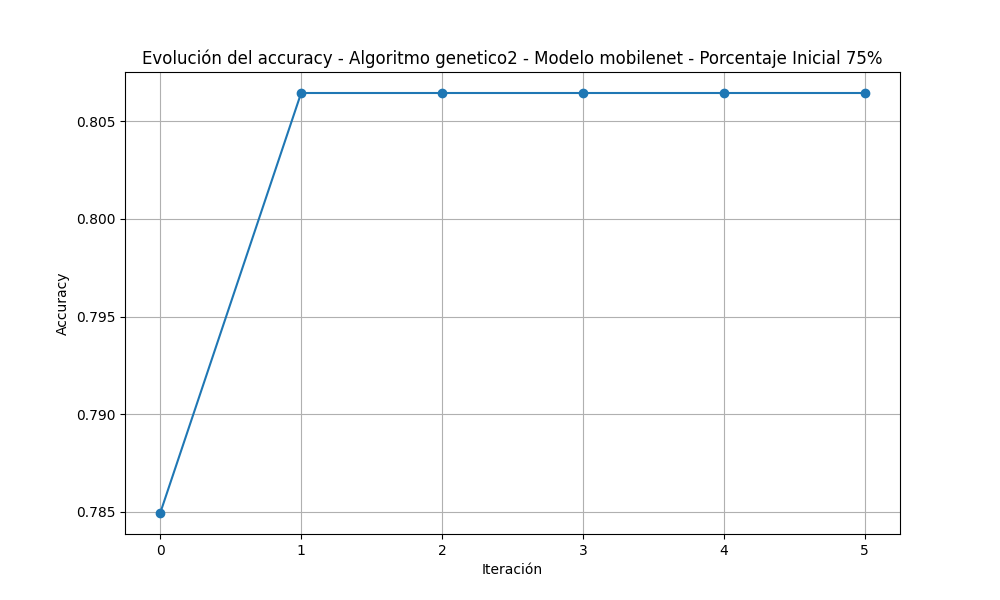 Evolución del accuracy - Algoritmo genetico2 - Modelo mobilenet - Porcentaje Inicial 75%
0.805
0.800
0.795
0.790
0.785
Accuracy
0 1 2 3 4 5
Iteración